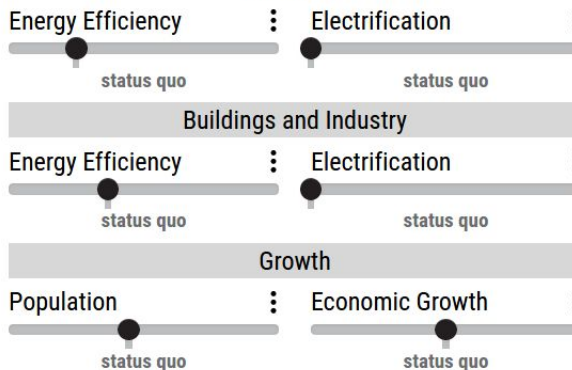 Energy Efficiency Electrification
status quo status quo
Buildings and Industry
Energy Efficiency Electrification
status quo status quo
Growth
Population Economic Growth
status quo status quo